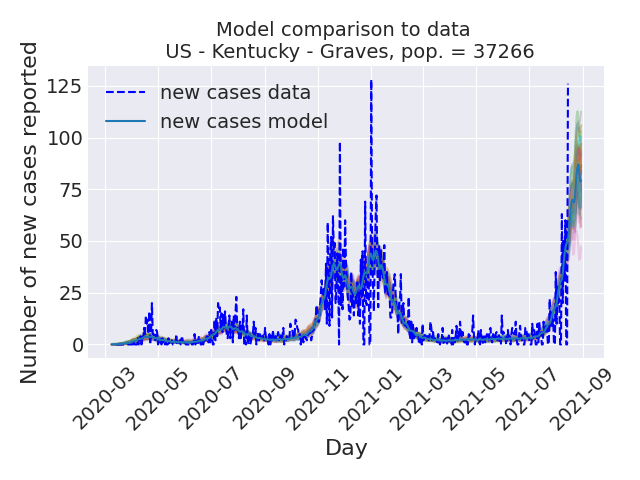 Model comparison to data
US - Kentucky - Graves, pop. = 37266
Number of new cases reported
125
100
75
50
25
0
new cases data
new cases model
2020-03
2020-05
2020-07
2020-09
2020-11
2021-01
2021-03
2021-05
2021-07
2021-09
Day